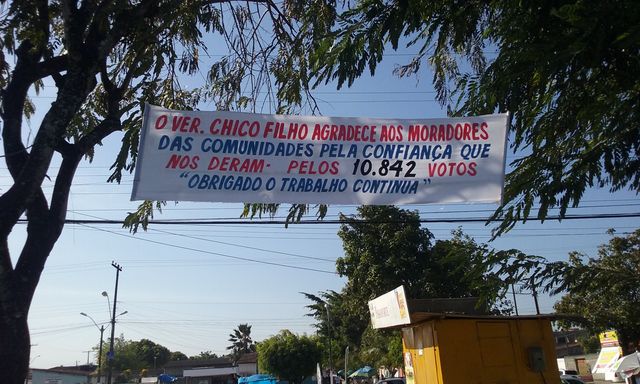 O VER. CHICO FILHO AGRADECE AOS MORADORES
DAS COMUNIDADES PELA CONFIANÇA QUE
NOS DERAM- PELOS 10.842 VOTOS
"OBRIGADO O TRABALHO CONTINUA"